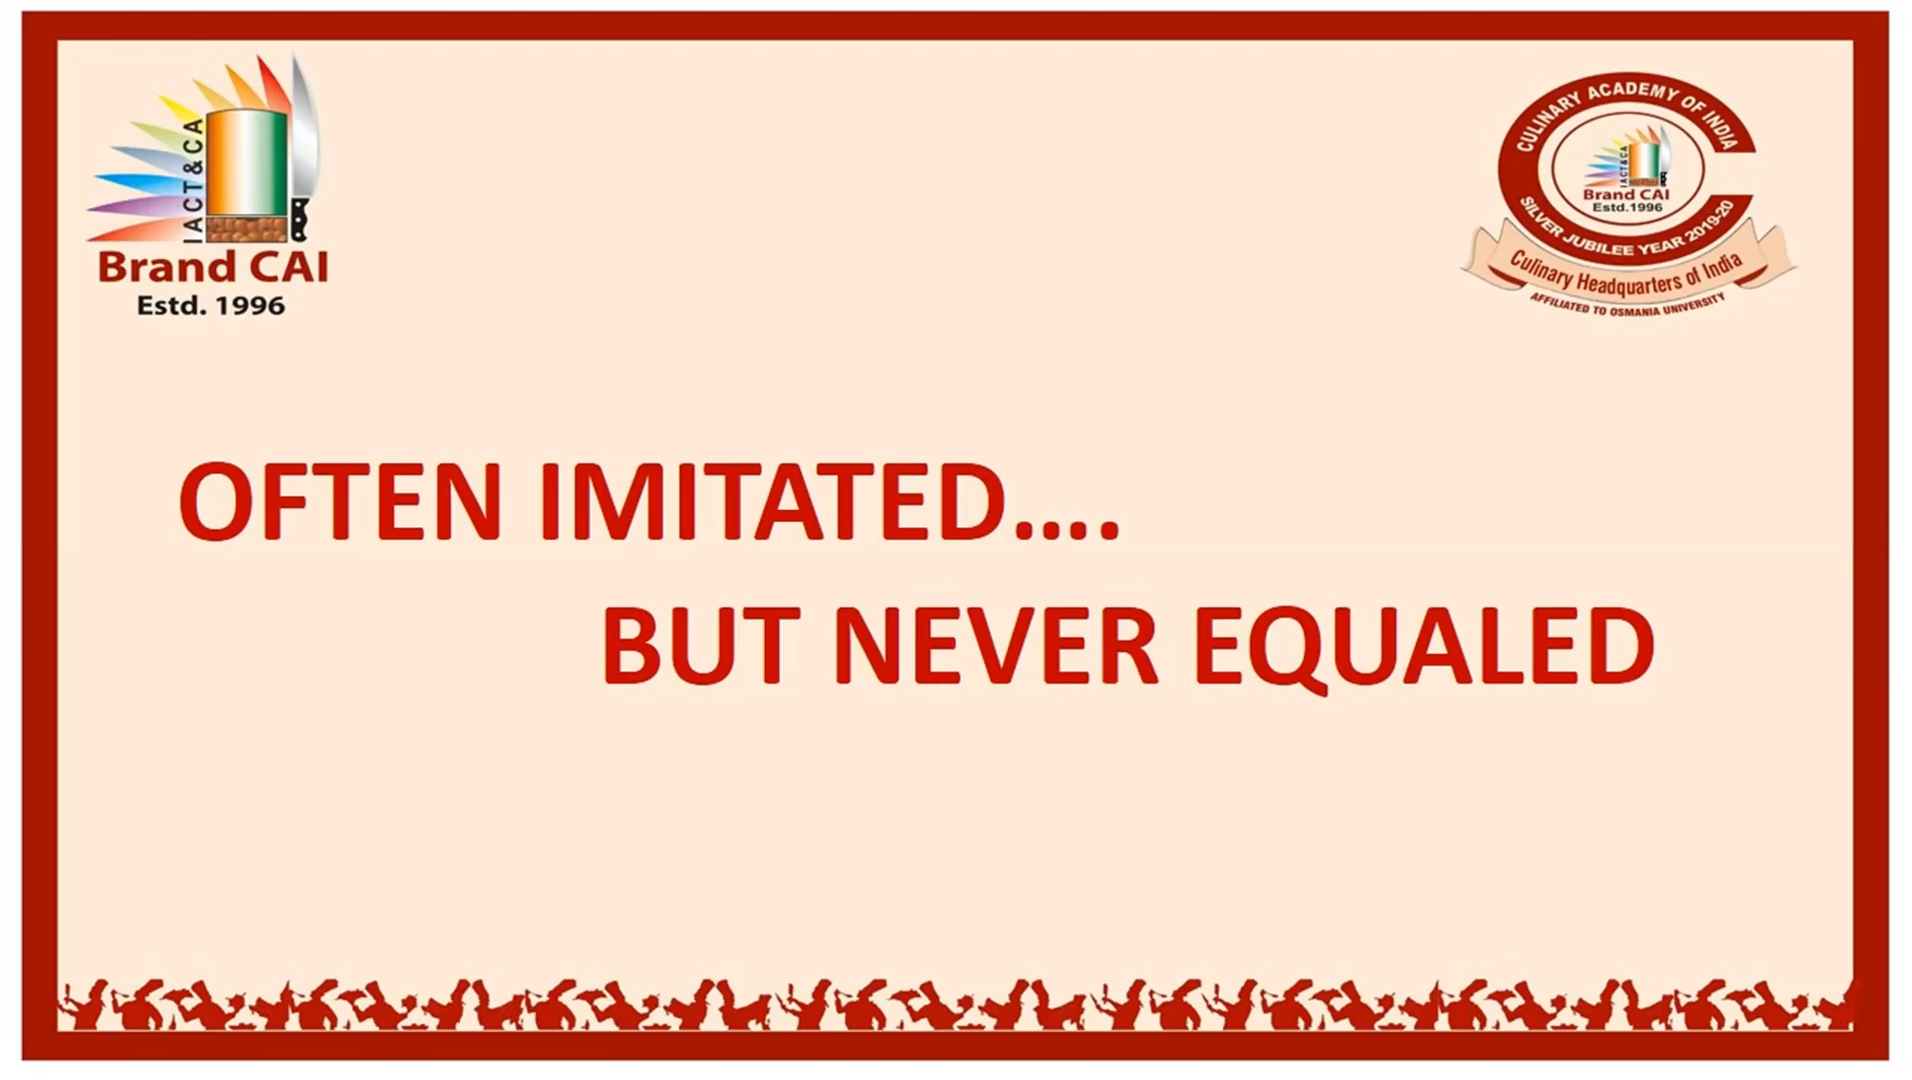 IACT&CA
Brand CAI
Estd. 1996
CULINARY ACADEMY OF INDIA
IACT&CA
Brand CAI
Estd.1996
SILVER JUBILEE YEAR 2019-20
Culinary Headquarters of India
AFFILIATED TO OSMANIA UNIVERSITY
OFTEN IMITATED....
BUT NEVER EQUALED